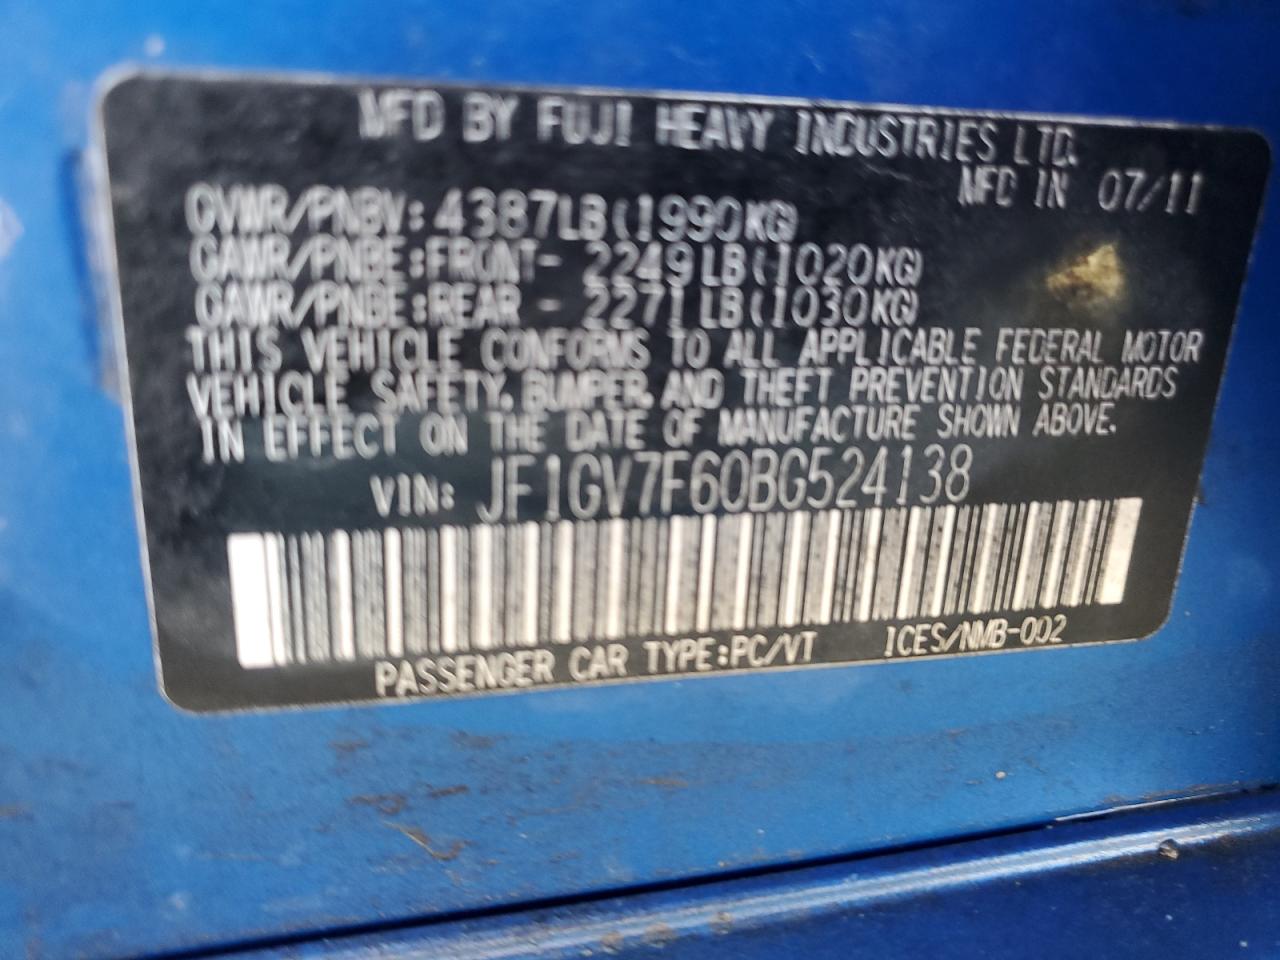 MFD BY FUJI HEAVY INDUSTRIES LTD.
MFD IN 07/11
GVWR/PNBV: 4387LB(1990KG)
GAWR/PNBE:FRONT- 2249LB(1020KG)
GAWR/PNBE:REAR - 2271LB(1030KG)
THIS VEHICLE CONFORMS TO ALL APPLICABLE FEDERAL MOTOR
VEHICLE SAFETY, BUMPER, AND THEFT PREVENTION STANDARDS
IN EFFECT ON THE DATE OF MANUFACTURE SHOWN ABOVE.
VIN: JF1GV7F60BG524138
PASSENGER CAR TYPE:PC/VT ICES/NMB-002